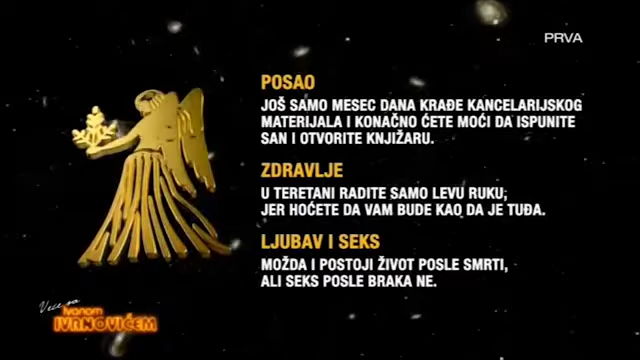 PRVA
POSAO
JOŠ SAMO MESEC DANA KRAĐE KANCELARIJSKOG
MATERIJALA I KONAČNO ĆETE MOĆI DA ISPUNITE
SAN I OTVORITE KNJIŽARU.
ZDRAVLJE
U TERETANI RADITE SAMO LEVU RUKU,
JER HOĆETE DA VAM BUDE KAO DA JE TUĐA.
LJUBAV I SEKS
MOŽDA I POSTOJI ŽIVOT POSLE SMRTI,
ALI SEKS POSLE BRAKA NE.
Veče sa
Ivanom
IVANOVIĆEM